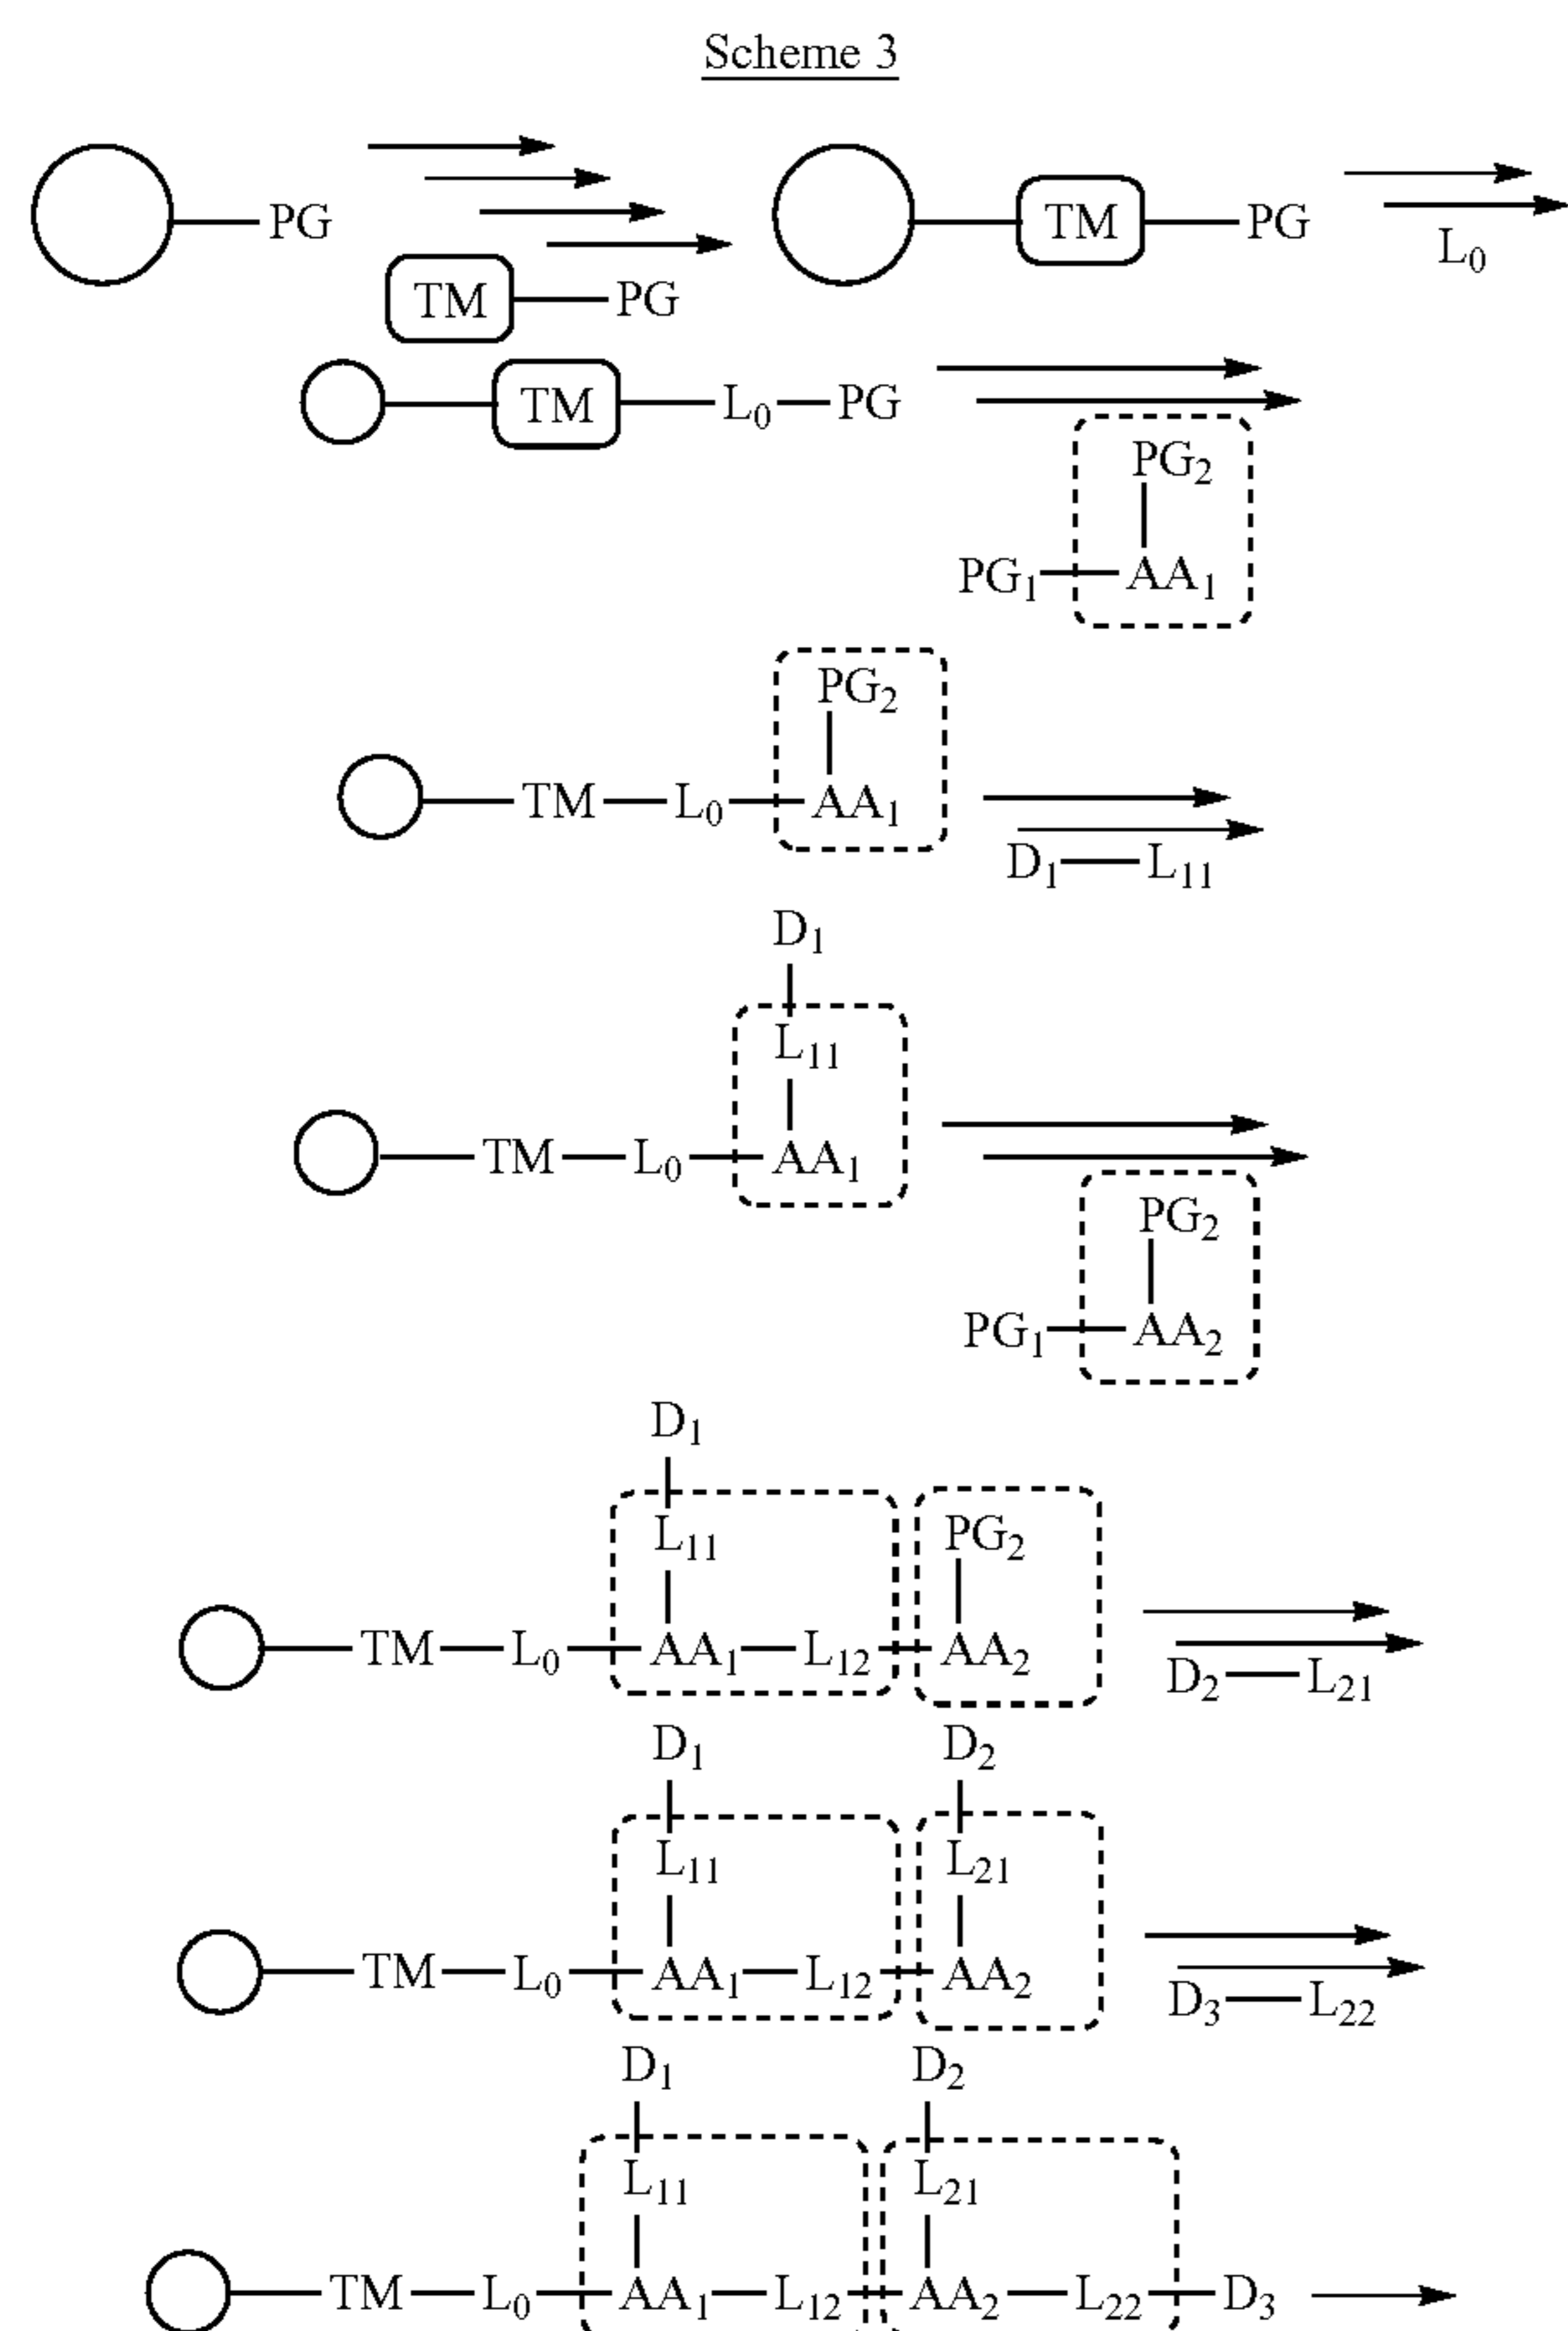 Scheme 3
PG
TM — PG
TM — PG
L₀
TM — L₀ — PG
PG₂
PG₁ — AA₁
PG₂
TM — L₀ — AA₁
D₁ — L₁₁
D₁
L₁₁
TM — L₀ — AA₁
PG₂
PG₁ — AA₂
D₁
L₁₁ PG₂
TM — L₀ — AA₁ — L₁₂ — AA₂
D₂ — L₂₁
D₁ D₂
L₁₁ L₂₁
TM — L₀ — AA₁ — L₁₂ — AA₂
D₃ — L₂₂
D₁ D₂
L₁₁ L₂₁
TM — L₀ — AA₁ — L₁₂ — AA₂ — L₂₂ — D₃